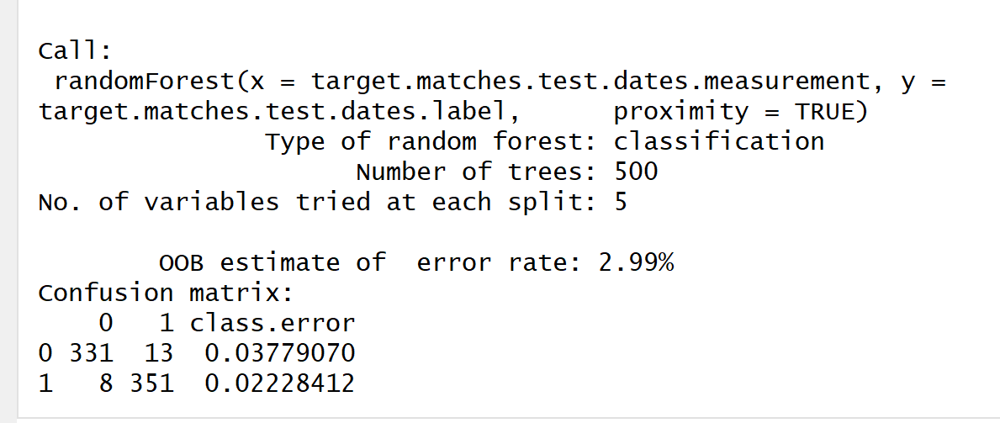 Call:
 randomForest(x = target.matches.test.dates.measurement, y =
target.matches.test.dates.label,      proximity = TRUE)
               Type of random forest: classification
                     Number of trees: 500
No. of variables tried at each split: 5

        OOB estimate of  error rate: 2.99%
Confusion matrix:
    0   1 class.error
0 331  13  0.03779070
1   8 351  0.02228412